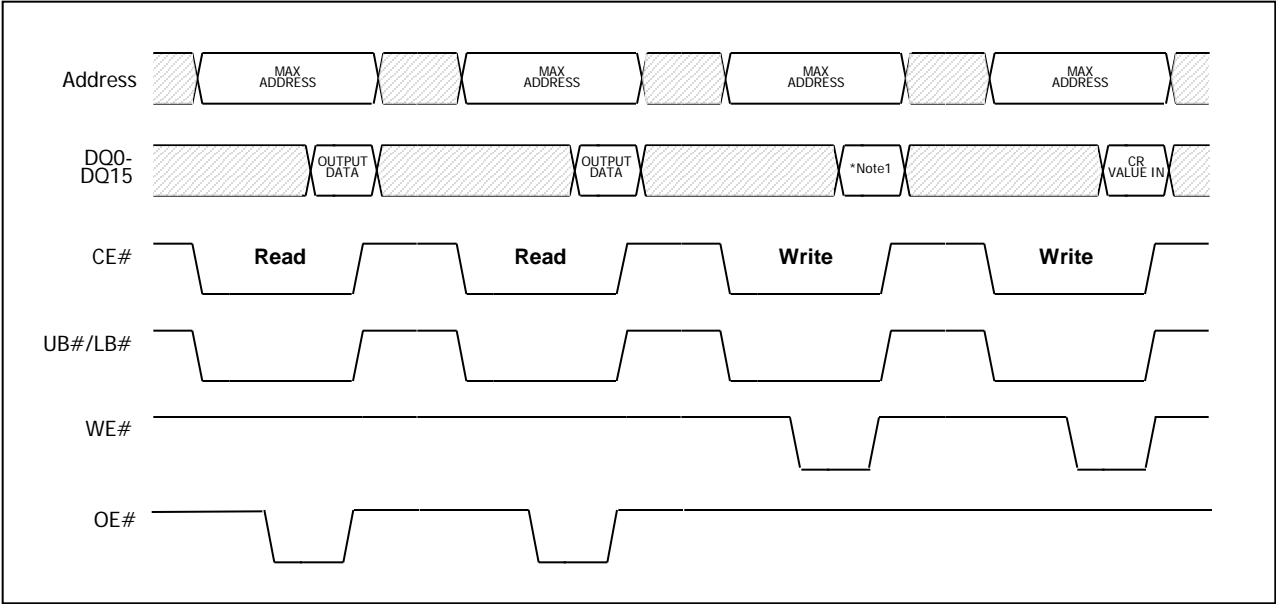 Address
MAX
ADDRESS
MAX
ADDRESS
MAX
ADDRESS
MAX
ADDRESS
DQ0-
DQ15
OUTPUT
DATA
OUTPUT
DATA
*Note1
CR
VALUE IN
CE#
Read
Read
Write
Write
UB#/LB#
WE#
OE#